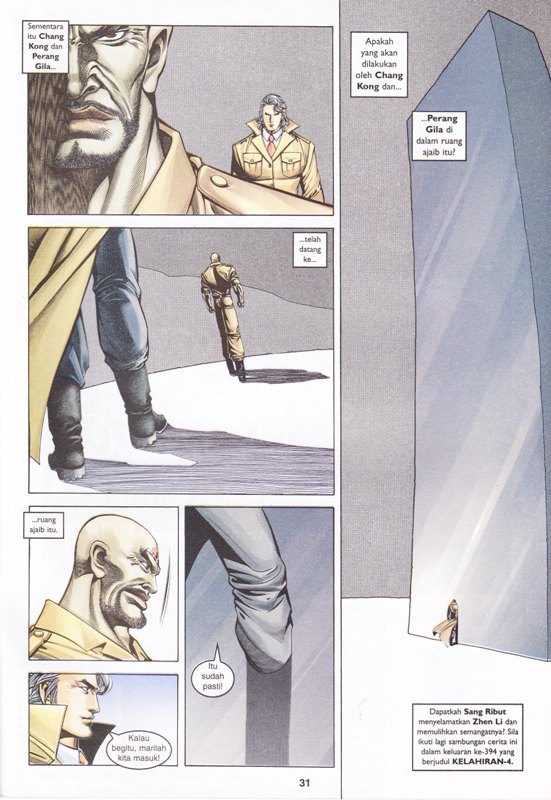 Sementara
itu Chang
Kong dan
Perang
Gila...
...telah
datang
ke...
...ruang
ajaib itu.
Kalau
begitu, marilah
kita masuk!
Itu
sudah
pasti!
Apakah
yang akan
dilakukan
oleh Chang
Kong dan...
...Perang
Gila di
dalam ruang
ajaib itu?
Dapatkah Sang Ribut
menyelamatkan Zhen Li dan
memulihkan semangatnya? Sila
ikuti lagi sambungan cerita ini
dalam keluaran ke-394 yang
berjudul KELAHIRAN-4.
31